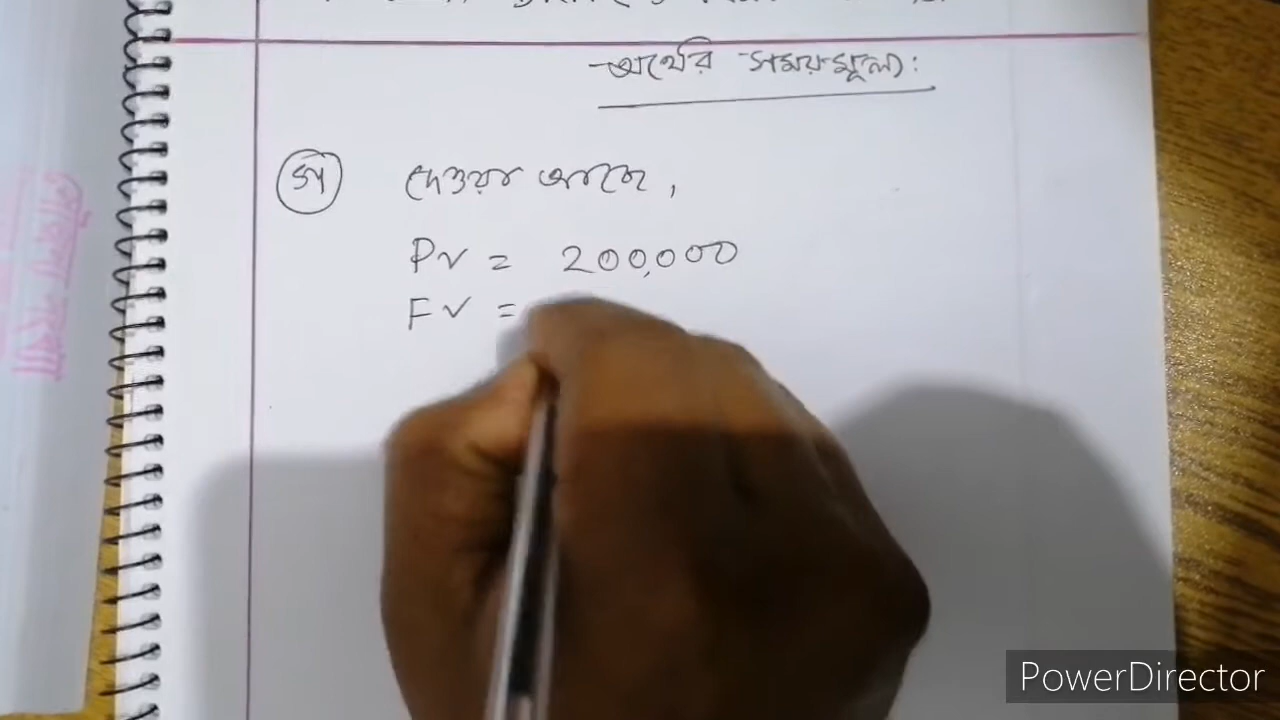 অর্থের সময়মূল্য:
গ দেওয়া আছে,
PV = 200,000
FV =
PowerDirector